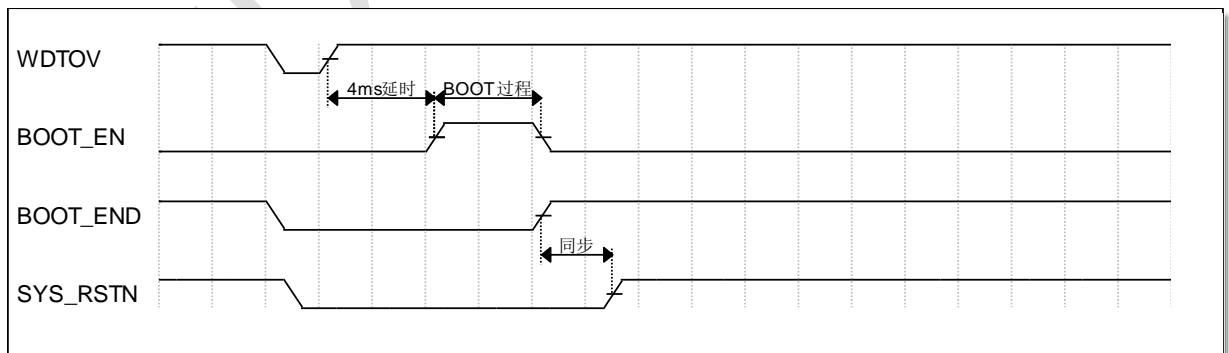 WDTOV
4ms延时 BOOT过程
BOOT_EN
BOOT_END
同步
SYS_RSTN